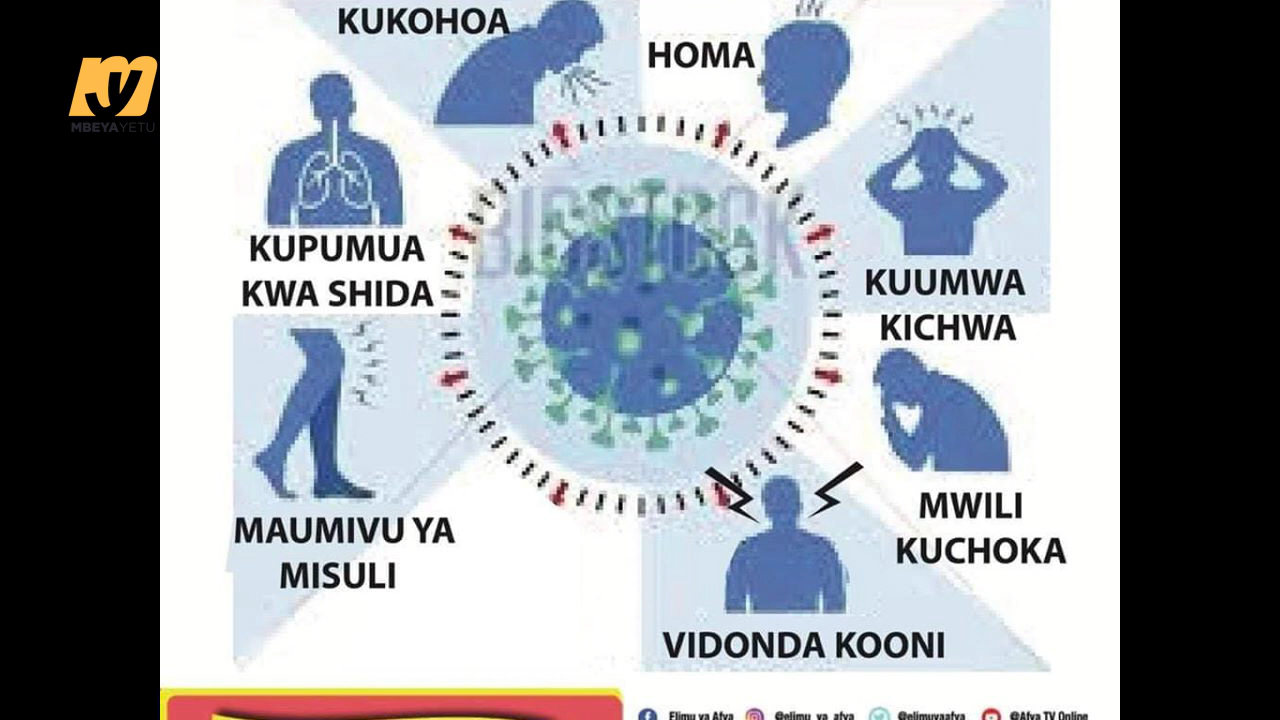 KUKOHOA
HOMA
MBEYAYETU
KUPUMUA
KWA SHIDA
KUUMWA
KICHWA
MAUMIVU YA
MISULI
MWILI
KUCHOKA
VIDONDA KOONI
Elimu ya Afya
@elimu_ya_afya
@elimuyaafya
@Afya TV Online